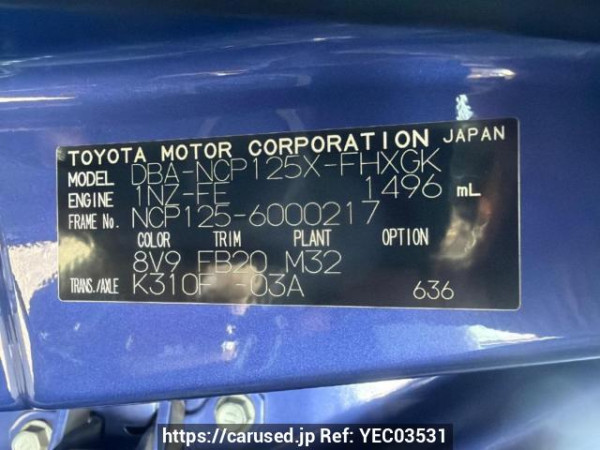 TOYOTA MOTOR CORPORATION JAPAN
MODEL DBA-NCP125X-FHXGK
ENGINE 1NZ-FE 1496 mL
FRAME No. NCP125-6000217
COLOR TRIM PLANT OPTION
8V9 FB20 M32
TRANS./AXLE K310F -03A 636
https://carused.jp Ref: YEC03531